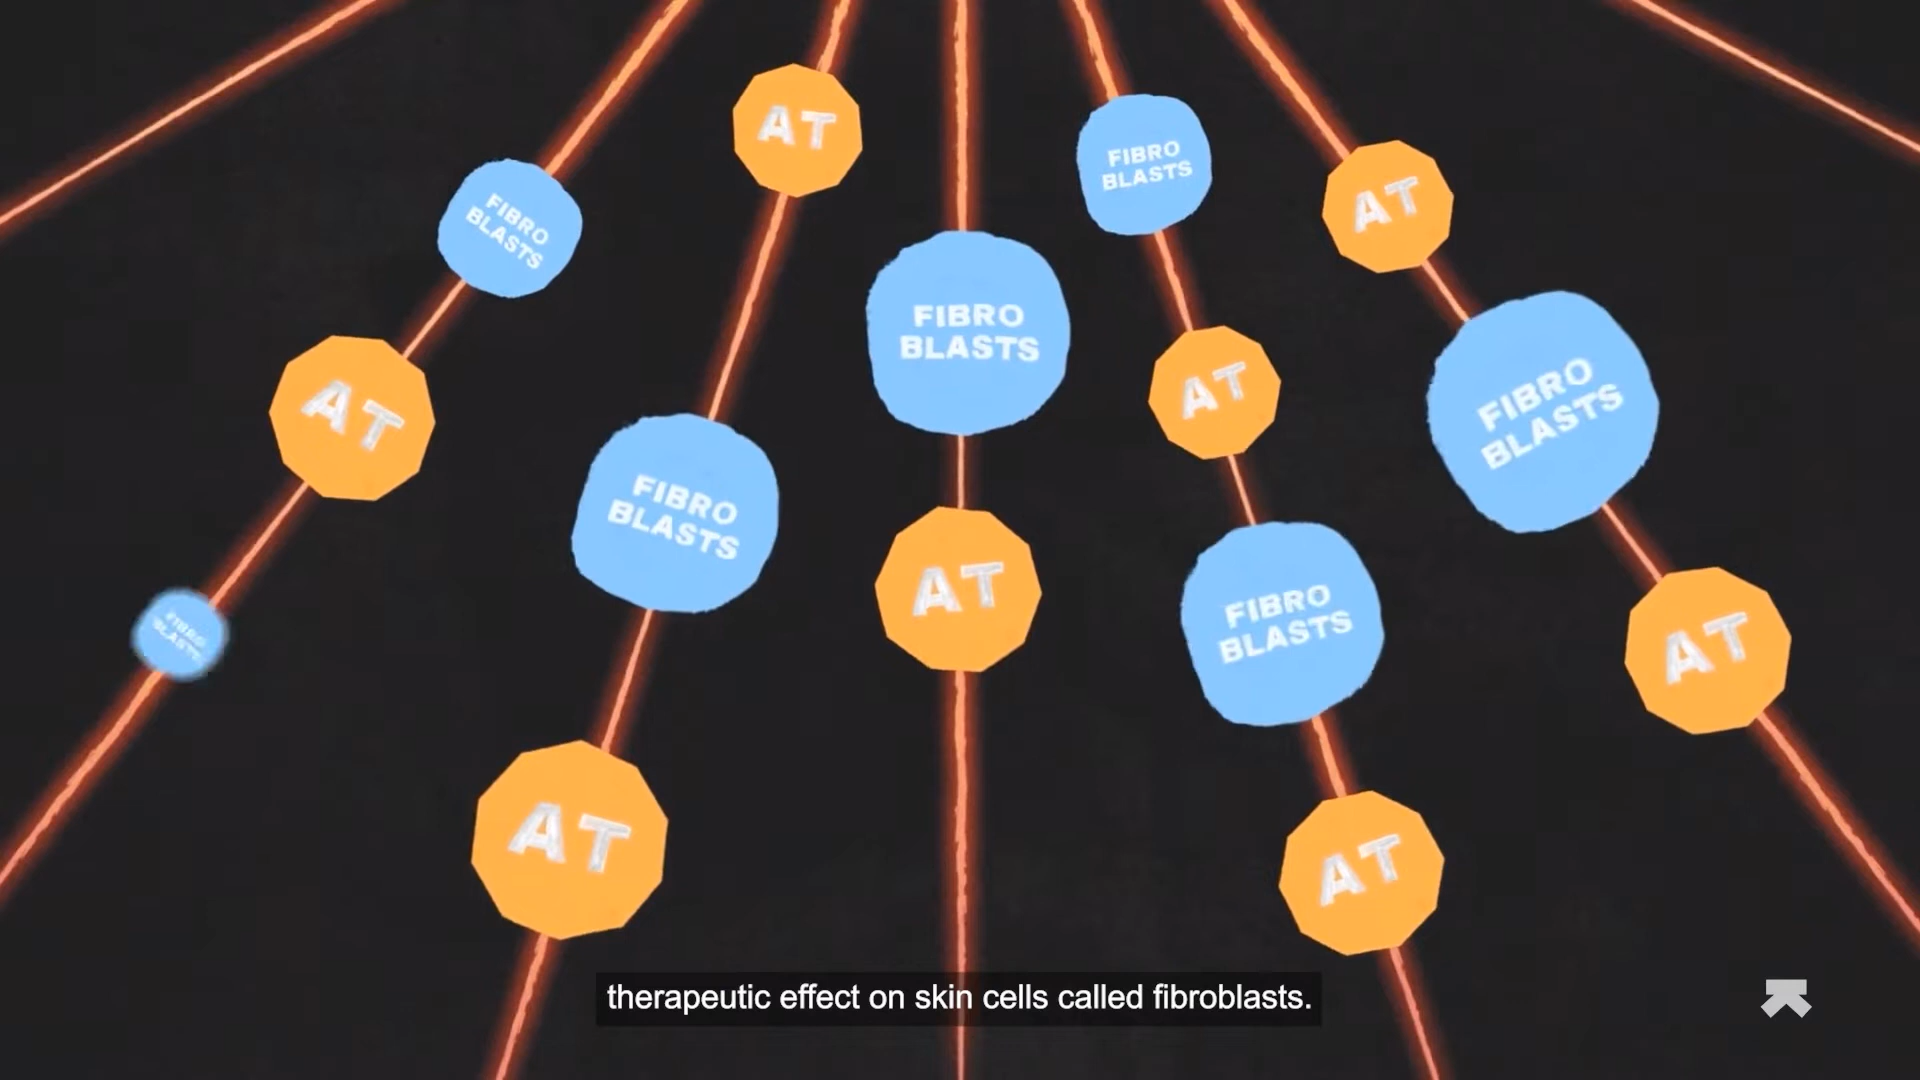 AT
FIBRO
BLASTS
AT
FIBRO
BLASTS
FIBRO
BLASTS
AT
AT
FIBRO
BLASTS
FIBRO
BLASTS
AT
FIBRO
BLASTS
AT
FIBRO
BLASTS
AT
AT
AT
therapeutic effect on skin cells called fibroblasts.